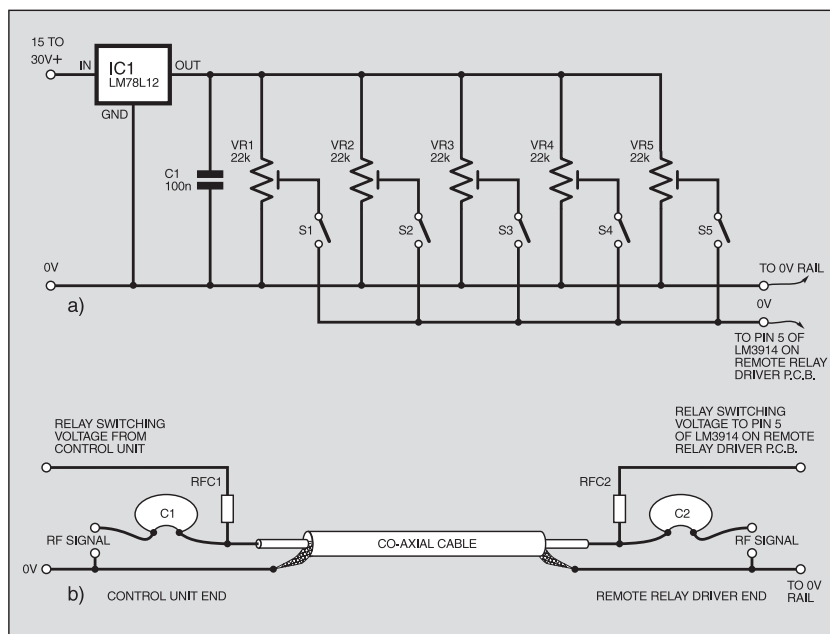 15 TO
30V+
IN
IC1
LM78L12
OUT
GND
C1
100n
VR1
22k
VR2
22k
VR3
22k
VR4
22k
VR5
22k
S1
S2
S3
S4
S5
0V
TO 0V RAIL
0V
a)
TO PIN 5 OF
LM3914 ON
REMOTE RELAY
DRIVER P.C.B.
RELAY SWITCHING
VOLTAGE FROM
CONTROL UNIT
RELAY SWITCHING
VOLTAGE TO PIN 5
OF LM3914 ON REMOTE
RELAY DRIVER P.C.B.
RFC1
RFC2
C1
C2
RF SIGNAL
CO-AXIAL CABLE
RF SIGNAL
0V
b)
CONTROL UNIT END
REMOTE RELAY DRIVER END
TO 0V
RAIL